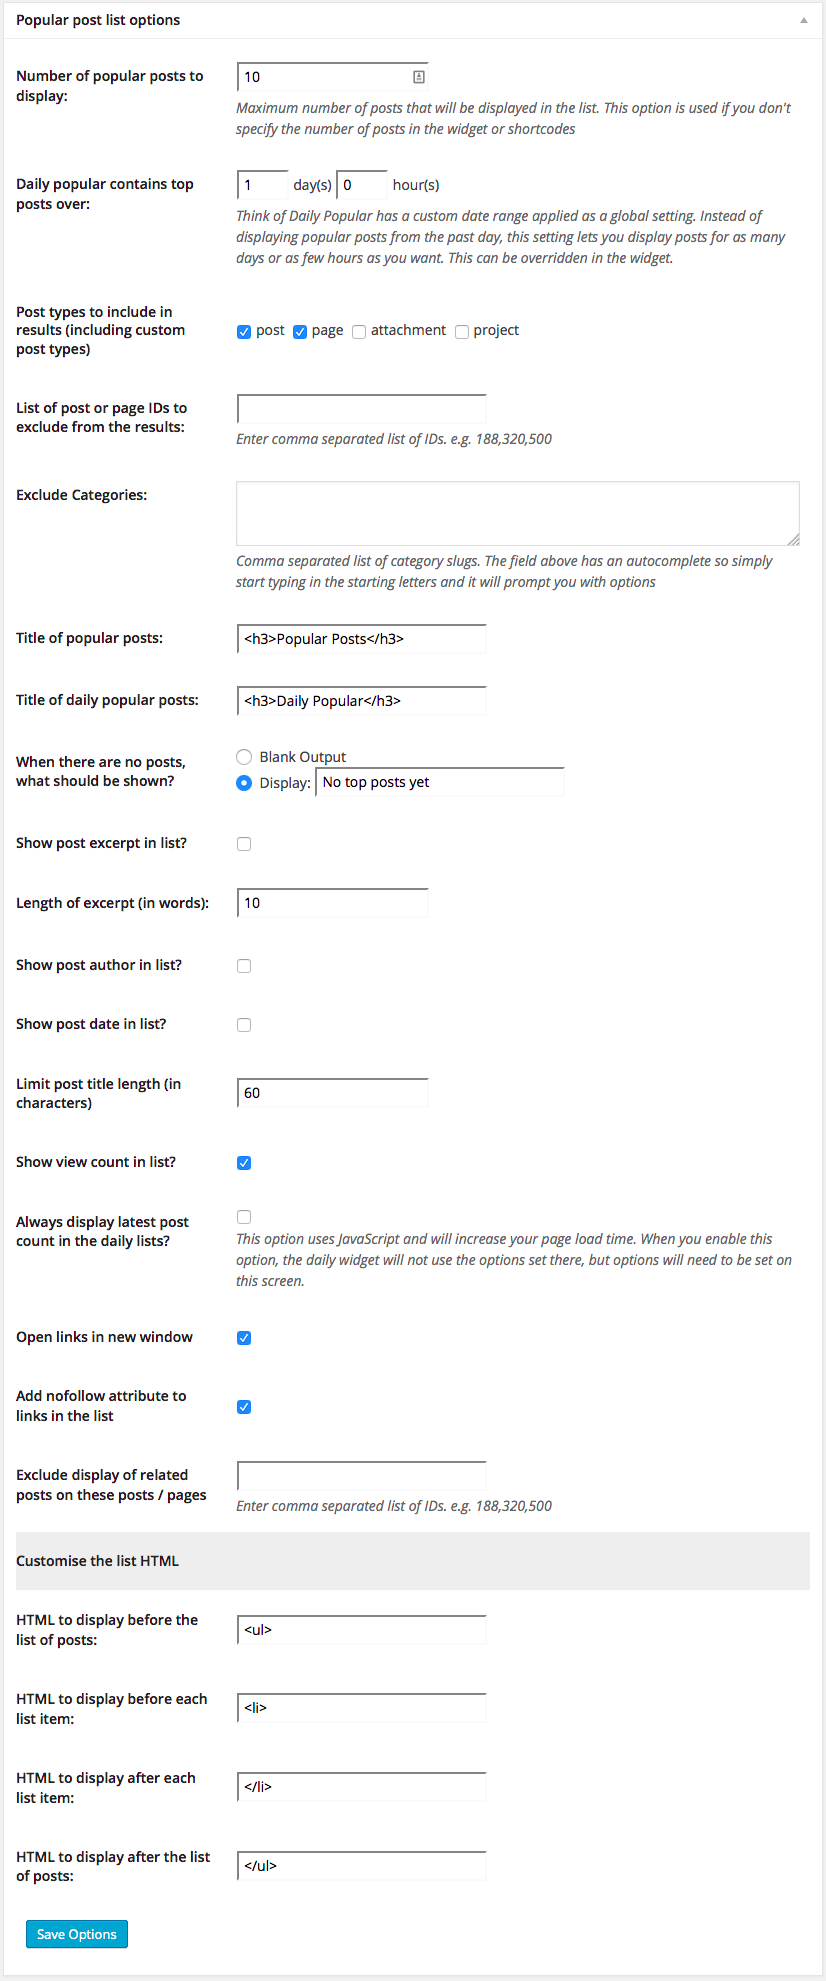 Popular post list options
Number of popular posts to
display:
10
Maximum number of posts that will be displayed in the list. This option is used if you don't
specify the number of posts in the widget or shortcodes
Daily popular contains top
posts over:
1 day(s) 0 hour(s)
Think of Daily Popular has a custom date range applied as a global setting. Instead of
displaying popular posts from the past day, this setting lets you display posts for as many
days or as few hours as you want. This can be overridden in the widget.
Post types to include in
results (including custom
post types)
post page attachment project
List of post or page IDs to
exclude from the results:
Enter comma separated list of IDs. e.g. 188,320,500
Exclude Categories:
Comma separated list of category slugs. The field above has an autocomplete so simply
start typing in the starting letters and it will prompt you with options
Title of popular posts:
<h3>Popular Posts</h3>
Title of daily popular posts:
<h3>Daily Popular</h3>
When there are no posts,
what should be shown?
Blank Output
Display: No top posts yet
Show post excerpt in list?
Length of excerpt (in words):
10
Show post author in list?
Show post date in list?
Limit post title length (in
characters)
60
Show view count in list?
Always display latest post
count in the daily lists?
This option uses JavaScript and will increase your page load time. When you enable this
option, the daily widget will not use the options set there, but options will need to be set on
this screen.
Open links in new window
Add nofollow attribute to
links in the list
Exclude display of related
posts on these posts / pages
Enter comma separated list of IDs. e.g. 188,320,500
Customise the list HTML
HTML to display before the
list of posts:
<ul>
HTML to display before each
list item:
<li>
HTML to display after each
list item:
</li>
HTML to display after the list
of posts:
</ul>
Save Options